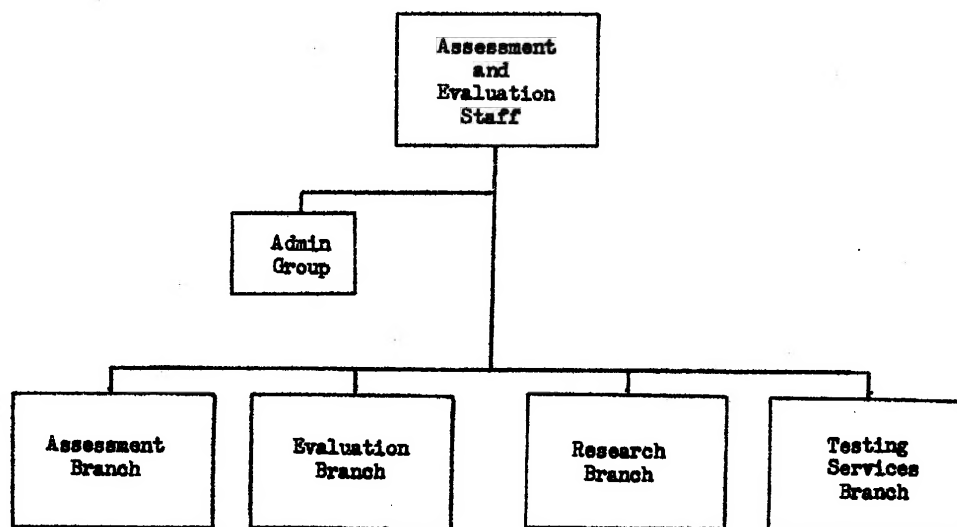 Assessment
and
Evaluation
Staff
Admin
Group
Assessment
Branch
Evaluation
Branch
Research
Branch
Testing
Services
Branch